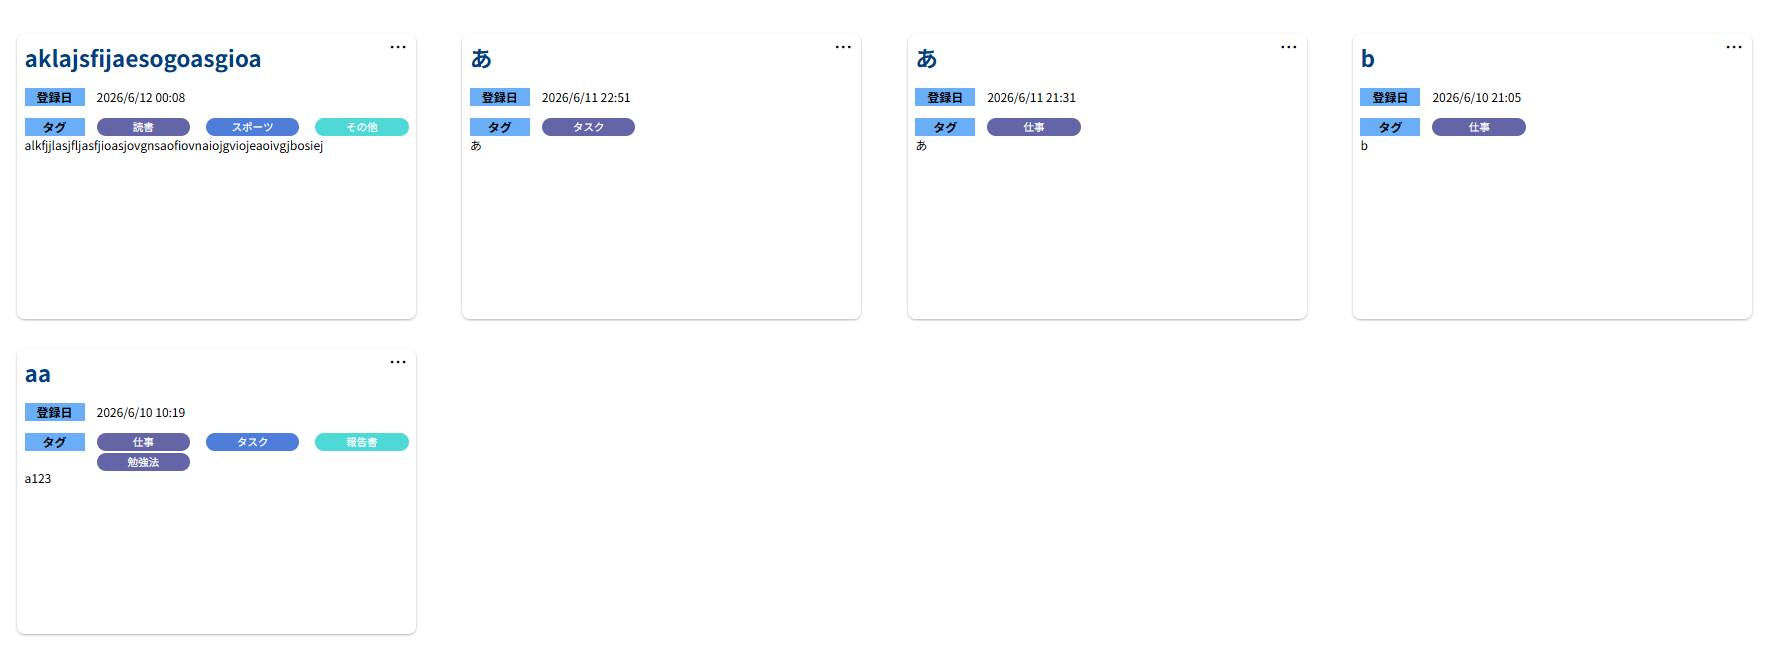 aklajsfijaesogoasgioa
…
登録日 2026/6/12 00:08
タグ 読書 スポーツ その他
alkfjjlasjfljasfjioasjovgnsaofiovnaiojgviojeaoivgjbosiej
あ
…
登録日 2026/6/11 22:51
タグ タスク
あ
あ
…
登録日 2026/6/11 21:31
タグ 仕事
あ
b
…
登録日 2026/6/10 21:05
タグ 仕事
b
aa
…
登録日 2026/6/10 10:19
タグ 仕事 タスク 報告書
勉強法
a123